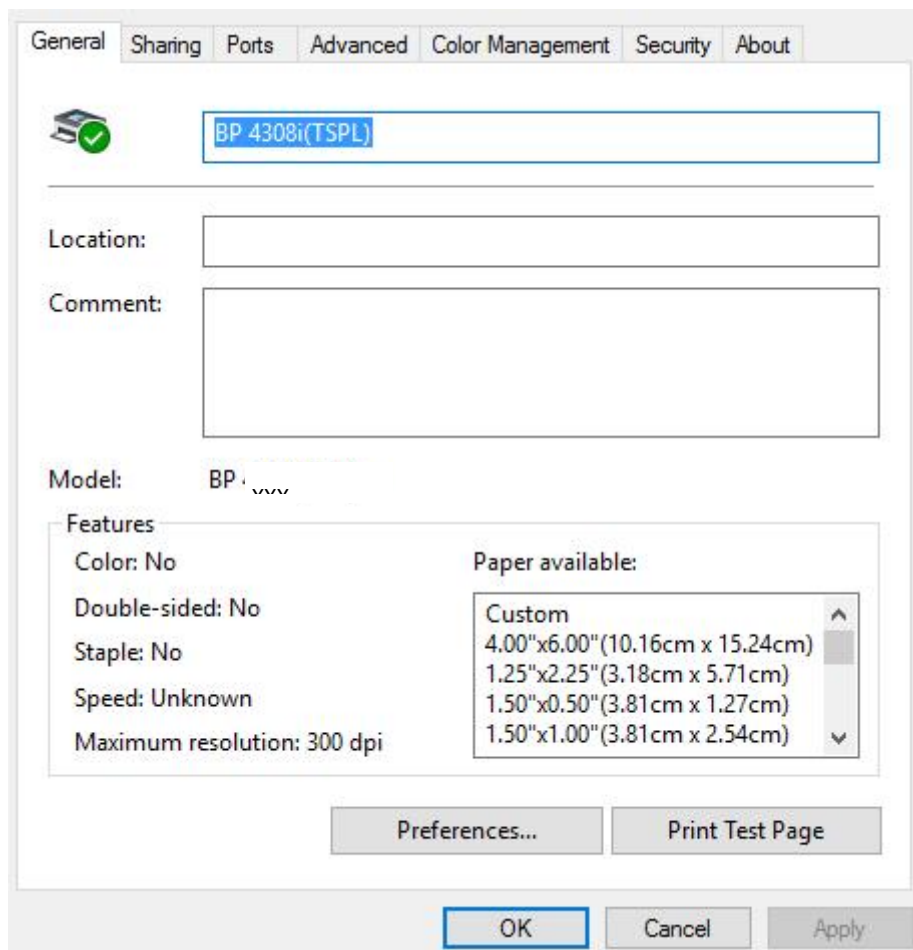 General Sharing Ports Advanced Color Management Security About
BP 4308i(TSPL)
Location:
Comment:
Model: BP
Features
Color: No
Double-sided: No
Staple: No
Speed: Unknown
Maximum resolution: 300 dpi
Paper available:
Custom
4.00"x6.00"(10.16cm x 15.24cm)
1.25"x2.25"(3.18cm x 5.71cm)
1.50"x0.50"(3.81cm x 1.27cm)
1.50"x1.00"(3.81cm x 2.54cm)
Preferences... Print Test Page
OK Cancel Apply